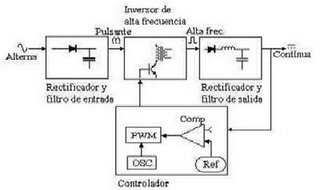 Inversor de
alta frecuencia
Pulsante
Alta frec.
Alterna
Continua
Rectificador y
filtro de entrada
Rectificador y
filtro de salida
Comp
PWM
OSC
Ref
Controlador